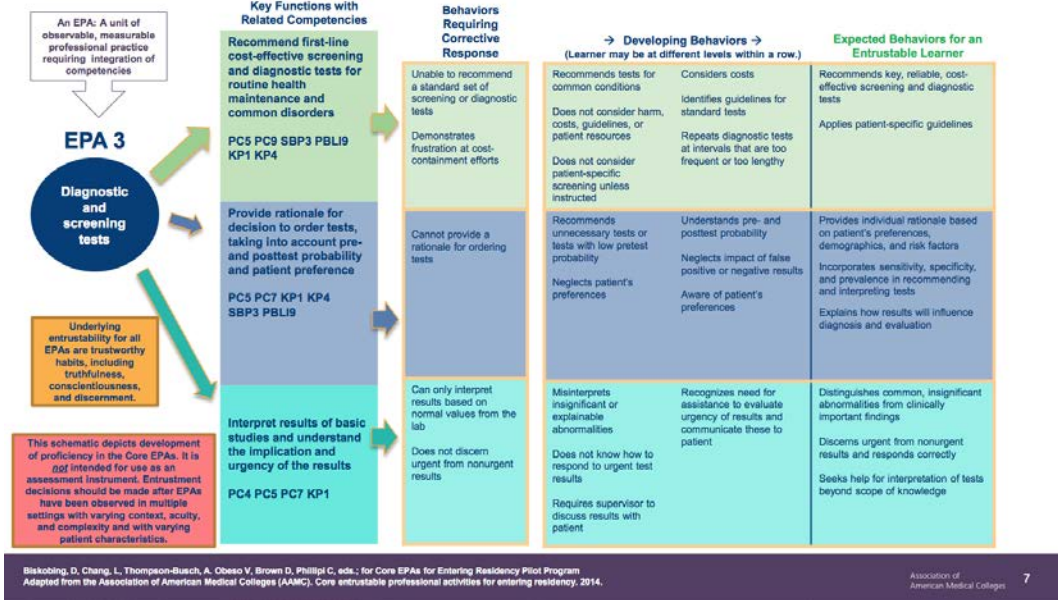 An EPA: A unit of
observable, measurable
professional practice
requiring integration of
competencies
EPA 3
Diagnostic
and
screening
tests
Underlying
entrustability for all
EPAs are trustworthy
habits, including
truthfulness,
conscientiousness,
and discernment.
This schematic depicts development
of proficiency in the Core EPAs. It is
not intended for use as an
assessment instrument. Entrustment
decisions should be made after EPAs
have been observed in multiple
settings with varying context, acuity,
and complexity and with varying
patient characteristics.
Key Functions with
Related Competencies
Behaviors
Requiring
Corrective
Response
→ Developing Behaviors →
(Learner may be at different levels within a row.)
Expected Behaviors for an
Entrustable Learner
Recommend first-line
cost-effective screening
and diagnostic tests for
routine health
maintenance and
common disorders
PC5 PC9 SBP3 PBLI9
KP1 KP4
Unable to recommend
a standard set of
screening or diagnostic
tests
Demonstrates
frustration at cost-
containment efforts
Recommends tests for
common conditions
Does not consider harm,
costs, guidelines, or
patient resources
Does not consider
patient-specific
screening unless
instructed
Considers costs
Identifies guidelines for
standard tests
Repeats diagnostic tests
at intervals that are too
frequent or too lengthy
Recommends key, reliable, cost-
effective screening and diagnostic
tests
Applies patient-specific guidelines
Provide rationale for
decision to order tests,
taking into account pre-
and posttest probability
and patient preference
PC5 PC7 KP1 KP4
SBP3 PBLI9
Cannot provide a
rationale for ordering
tests
Recommends
unnecessary tests or
tests with low pretest
probability
Neglects patient's
preferences
Understands pre- and
posttest probability
Neglects impact of false
positive or negative results
Aware of patient's
preferences
Provides individual rationale based
on patient's preferences,
demographics, and risk factors
Incorporates sensitivity, specificity,
and prevalence in recommending
and interpreting tests
Explains how results will influence
diagnosis and evaluation
Interpret results of basic
studies and understand
the implication and
urgency of the results
PC4 PC5 PC7 KP1
Can only interpret
results based on
normal values from the
lab
Does not discern
urgent from nonurgent
results
Misinterprets
insignificant or
explainable
abnormalities
Does not know how to
respond to urgent test
results
Requires supervisor to
discuss results with
patient
Recognizes need for
assistance to evaluate
urgency of results and
communicate these to
patient
Distinguishes common, insignificant
abnormalities from clinically
important findings
Discerns urgent from nonurgent
results and responds correctly
Seeks help for interpretation of tests
beyond scope of knowledge
Biskobing, D, Chang, L, Thompson-Busch, A. Obeso V, Brown D, Phillipi C, eds.; for Core EPAs for Entering Residency Pilot Program
Adapted from the Association of American Medical Colleges (AAMC). Core entrustable professional activities for entering residency. 2014.
Association of
American Medical Colleges
7